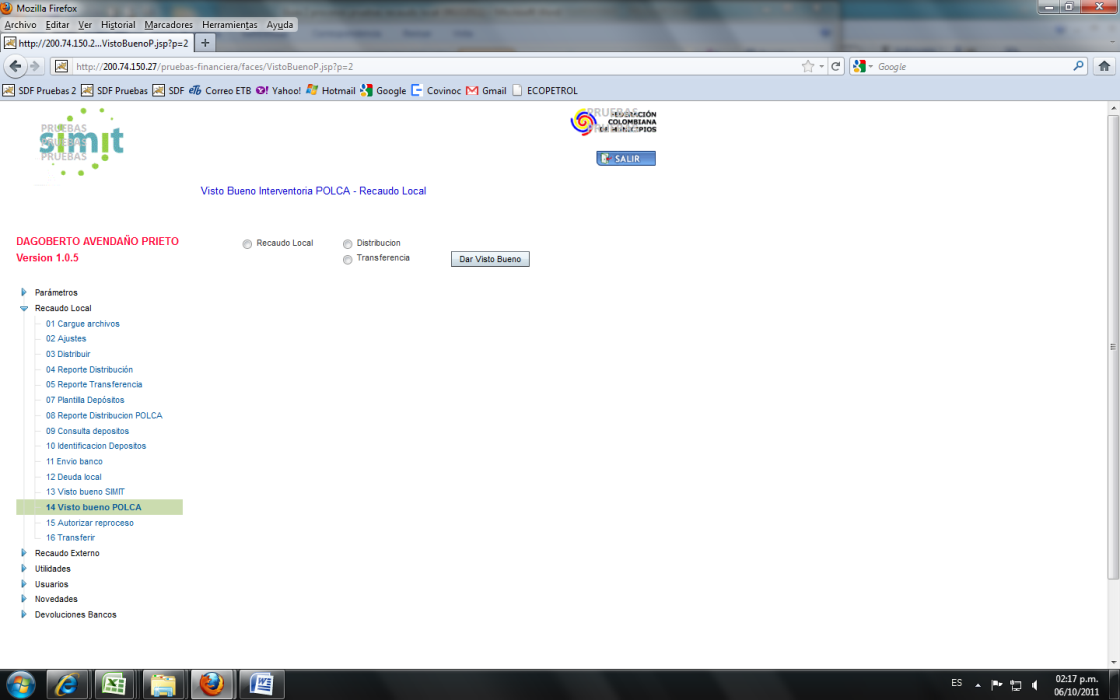 Mozilla Firefox
Archivo Editar Ver Historial Marcadores Herramientas Ayuda
http://200.74.150.2...VistoBuenoP.jsp?p=2
http://200.74.150.27/pruebas-financiera/faces/VistoBuenoP.jsp?p=2
Google
SDF Pruebas 2 SDF Pruebas SDF Correo ETB Yahoo! Hotmail Google Covinoc Gmail ECOPETROL
PRUEBAS
simit
PRUEBAS
PRUEBAS
PRUEBAS
FEDERACIÓN
COLOMBIANA
DE MUNICIPIOS
SALIR
Visto Bueno Interventoria POLCA - Recaudo Local
DAGOBERTO AVENDAÑO PRIETO
Version 1.0.5
Recaudo Local
Distribucion
Transferencia
Dar Visto Bueno
Parámetros
Recaudo Local
01 Cargue archivos
02 Ajustes
03 Distribuir
04 Reporte Distribución
05 Reporte Transferencia
07 Plantilla Depósitos
08 Reporte Distribucion POLCA
09 Consulta depositos
10 Identificacion Depositos
11 Envio banco
12 Deuda local
13 Visto bueno SIMIT
14 Visto bueno POLCA
15 Autorizar reproceso
16 Transferir
Recaudo Externo
Utilidades
Usuarios
Novedades
Devoluciones Bancos
ES
02:17 p.m.
06/10/2011